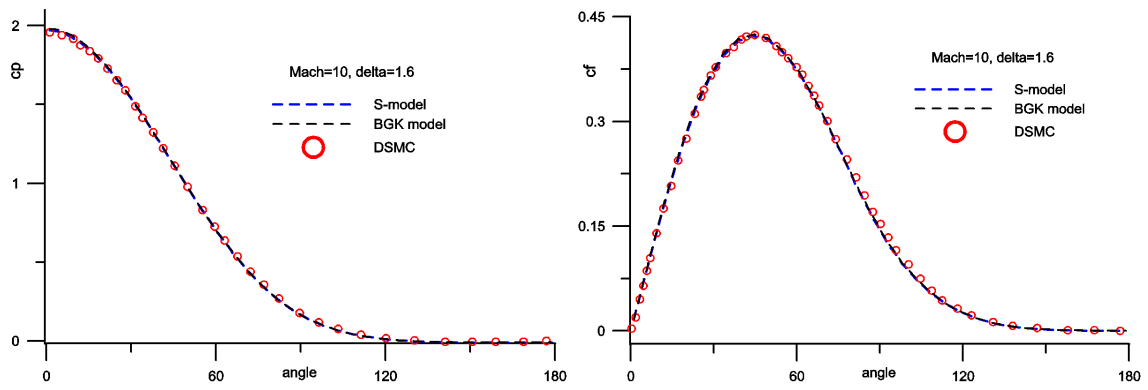 2
cp
Mach=10, delta=1.6
S-model
BGK model
DSMC
1
0
0 60 angle 120 180
0.45
cf
Mach=10, delta=1.6
S-model
BGK model
DSMC
0.3
0.15
0
0 60 angle 120 180